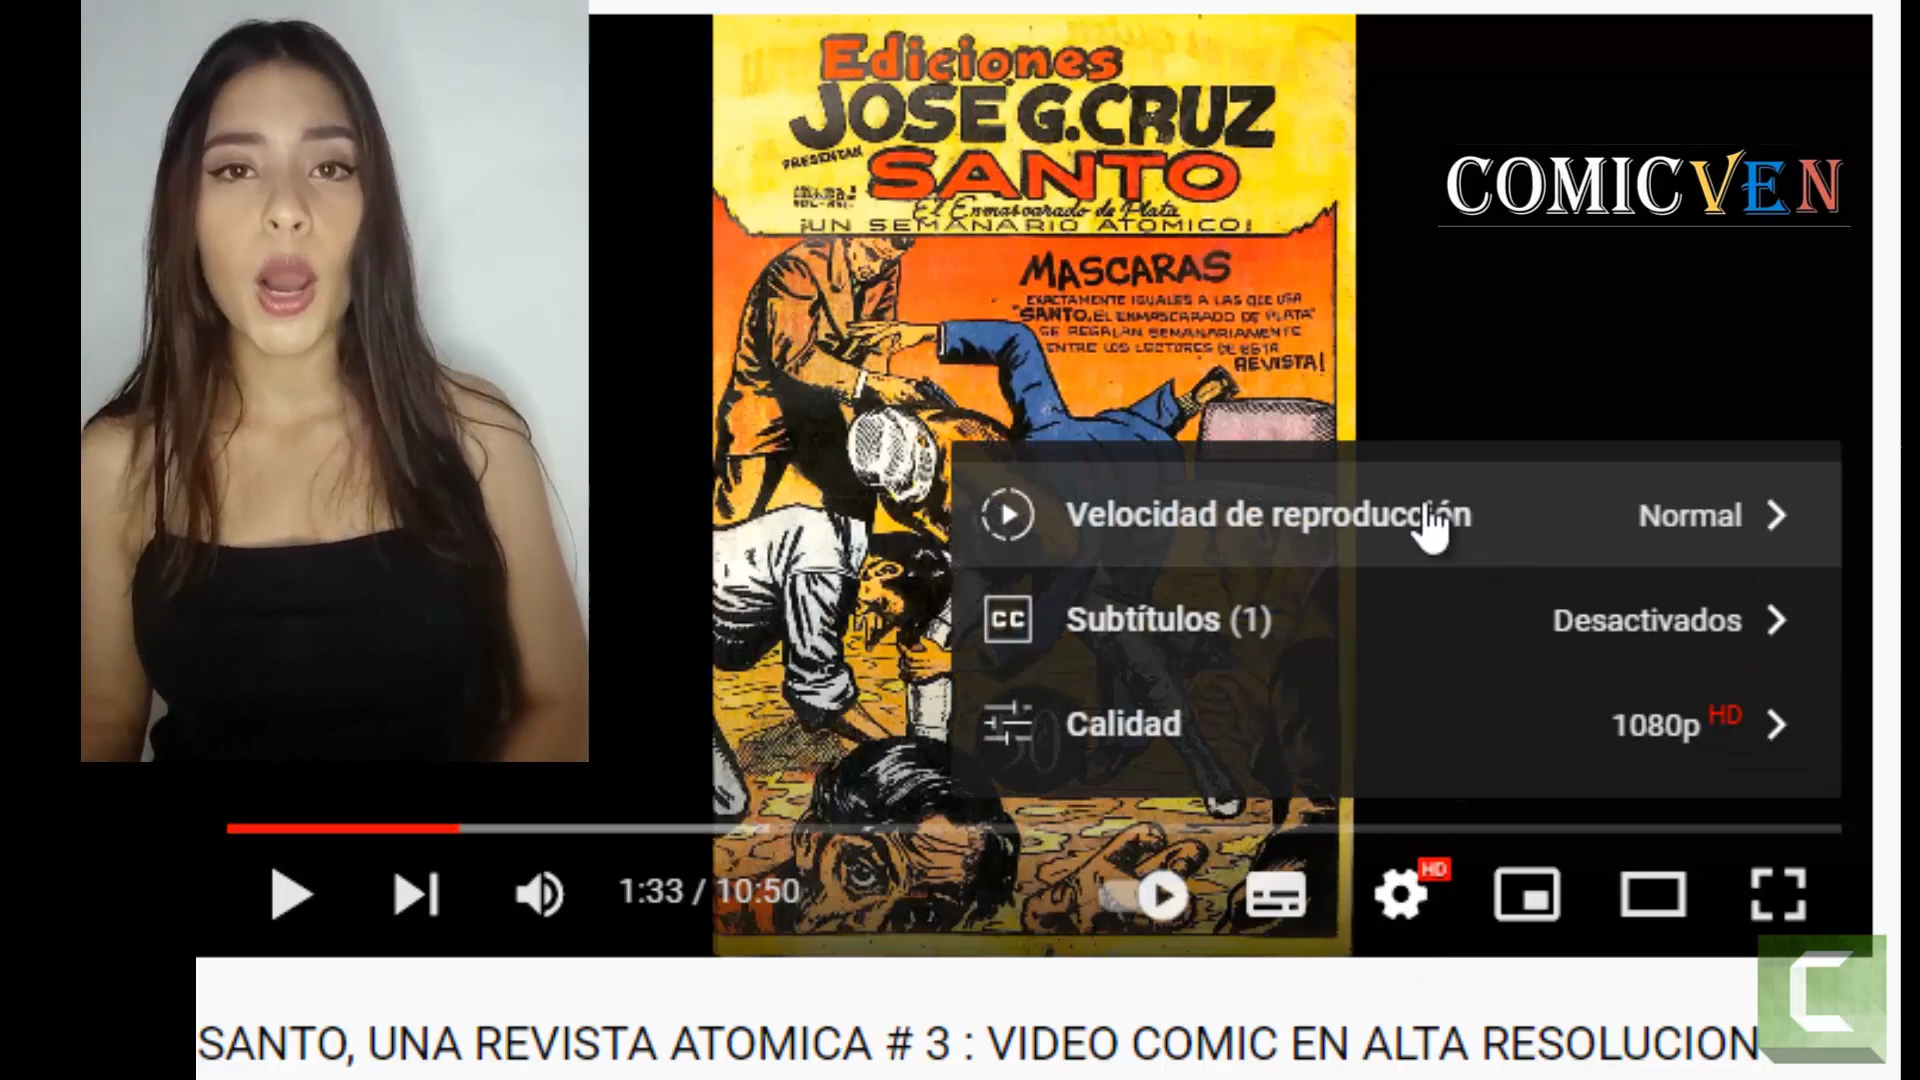 Ediciones
JOSE G. CRUZ
PRESENTAN
SANTO
El Enmascarado de Plata
¡UN SEMANARIO ATOMICO!
COMICVEN
MASCARAS
EXACTAMENTE IGUALES A LAS QUE USA
"SANTO, EL ENMASCARADO DE PLATA"
SE REGALAN SEMANARIAMENTE
ENTRE LOS LECTORES DE ESTA
REVISTA!
Velocidad de reproducción Normal
CC Subtítulos (1) Desactivados
Calidad 1080p HD
1:33 / 10:50
HD
SANTO, UNA REVISTA ATOMICA # 3 : VIDEO COMIC EN ALTA RESOLUCION